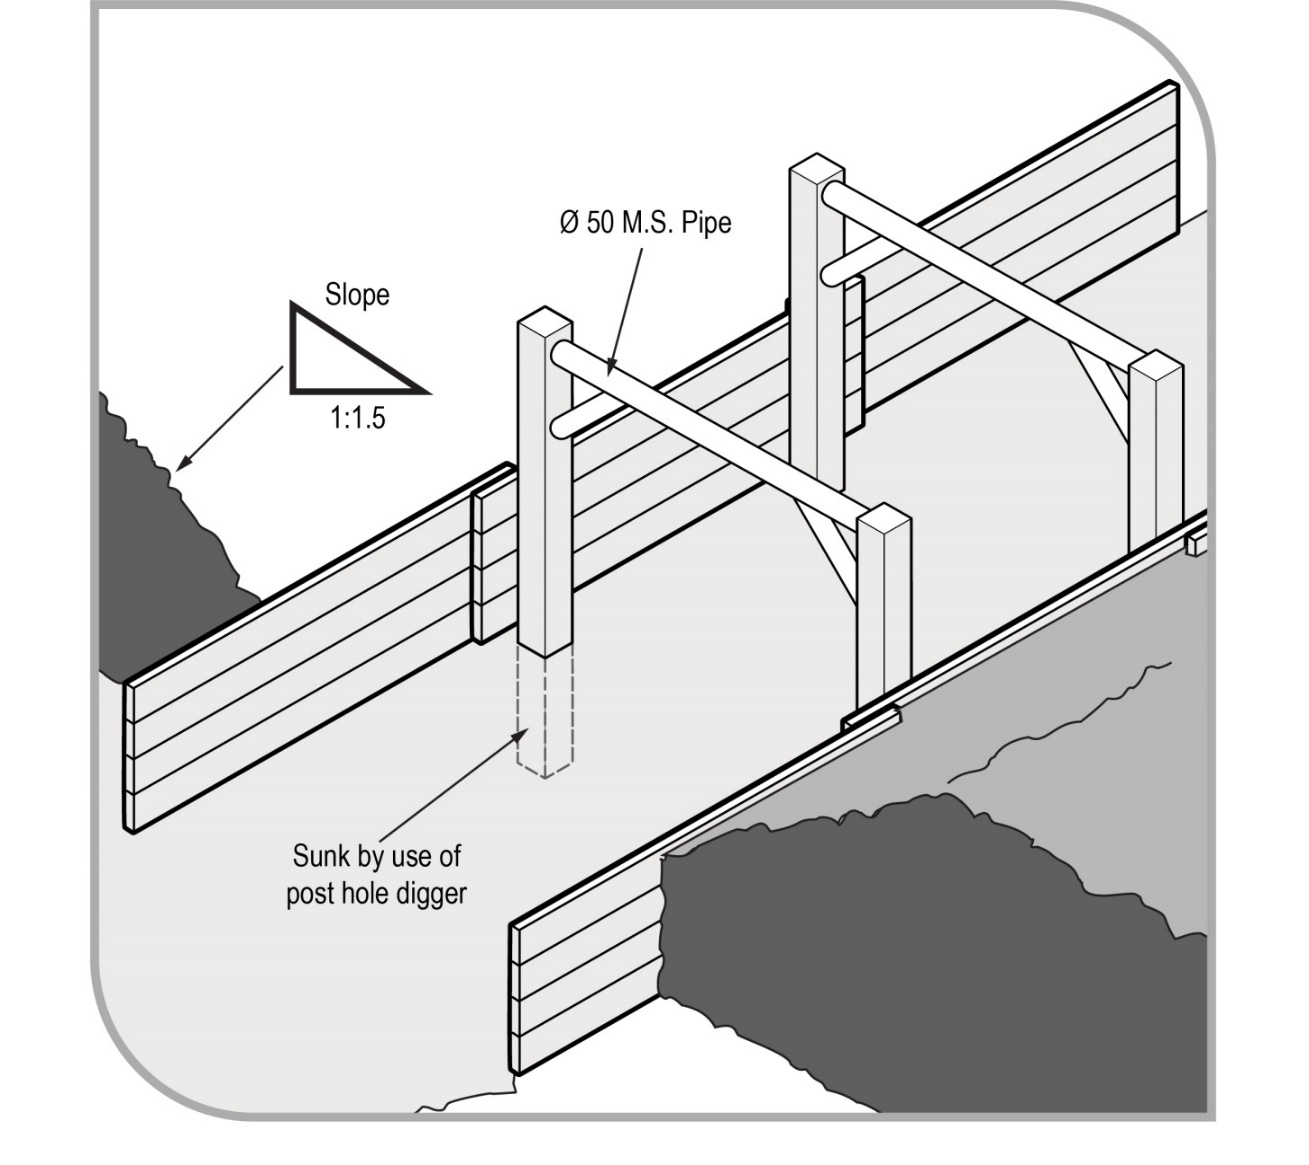 Ø 50 M.S. Pipe
Slope
1:1.5
Sunk by use of
post hole digger